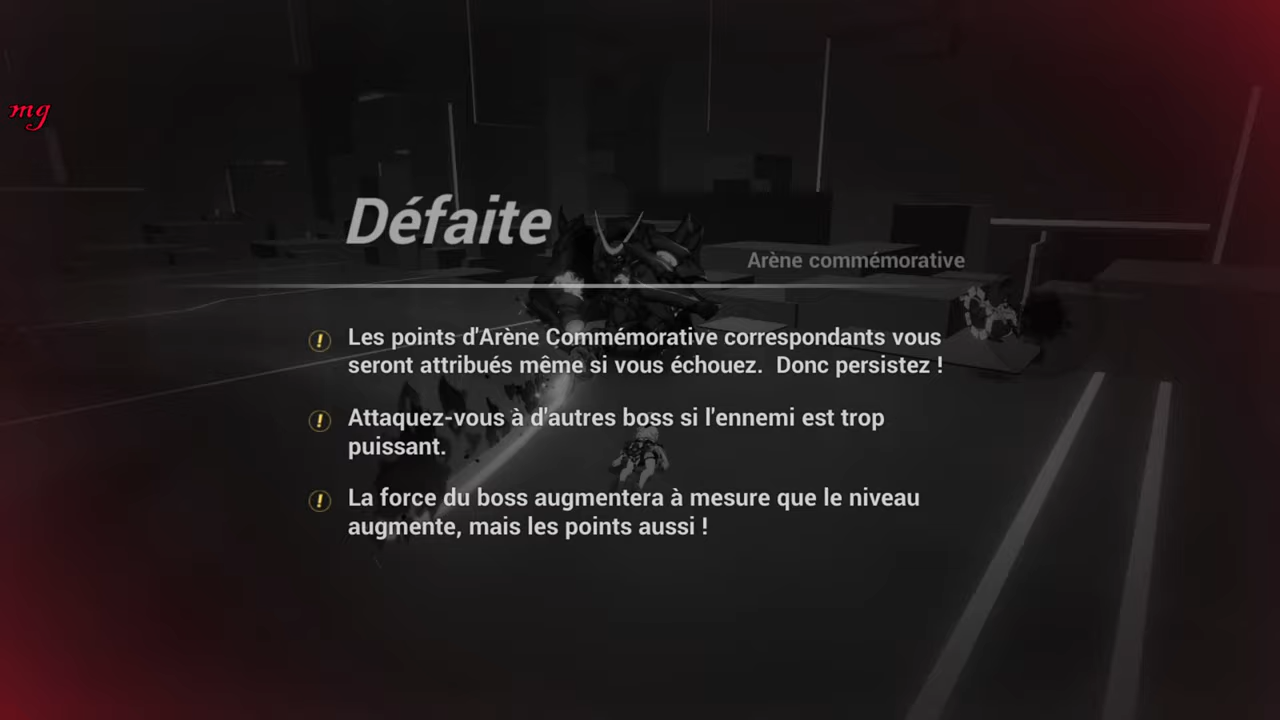 mg
Défaite
Arène commémorative
Les points d'Arène Commémorative correspondants vous
seront attribués même si vous échouez.  Donc persistez !
Attaquez-vous à d'autres boss si l'ennemi est trop
puissant.
La force du boss augmentera à mesure que le niveau
augmente, mais les points aussi !